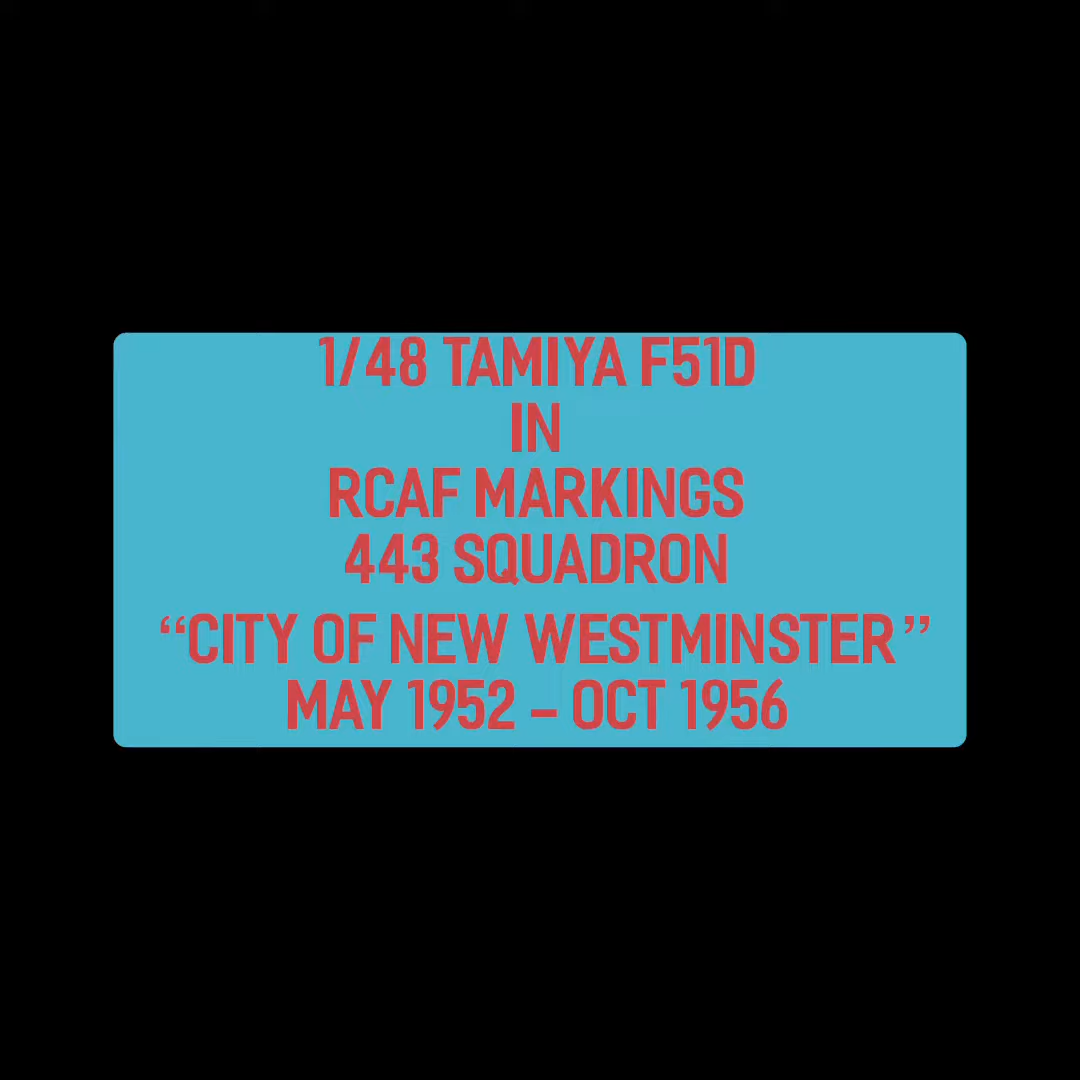 1/48 TAMIYA F51D
IN
RCAF MARKINGS
443 SQUADRON
“CITY OF NEW WESTMINSTER”
MAY 1952 – OCT 1956